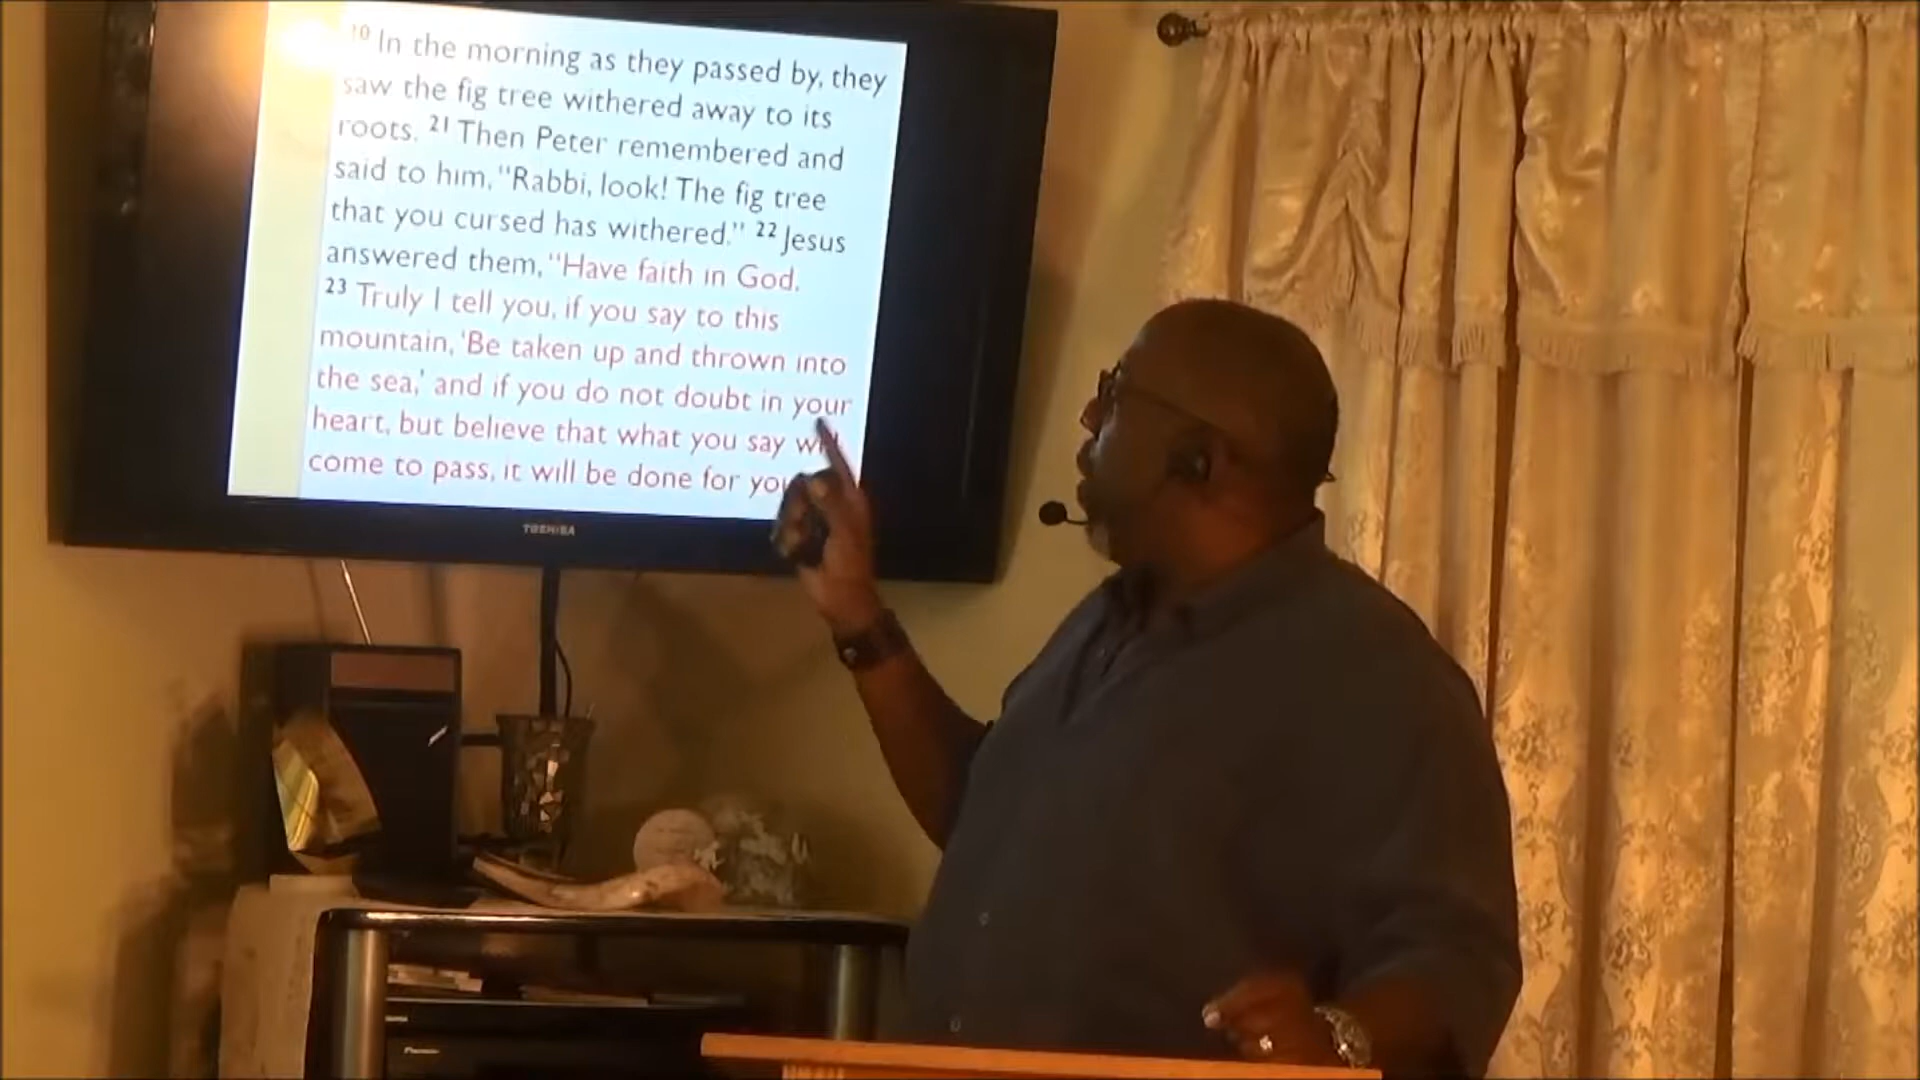 In the morning as they passed by, they
saw the fig tree withered away to its
roots. 21 Then Peter remembered and
said to him, "Rabbi, look! The fig tree
that you cursed has withered." 22 Jesus
answered them, "Have faith in God.
23 Truly I tell you, if you say to this
mountain, 'Be taken up and thrown into
the sea,' and if you do not doubt in your
heart, but believe that what you say
come to pass, it will be done for
TOSHIBA
Pioneer